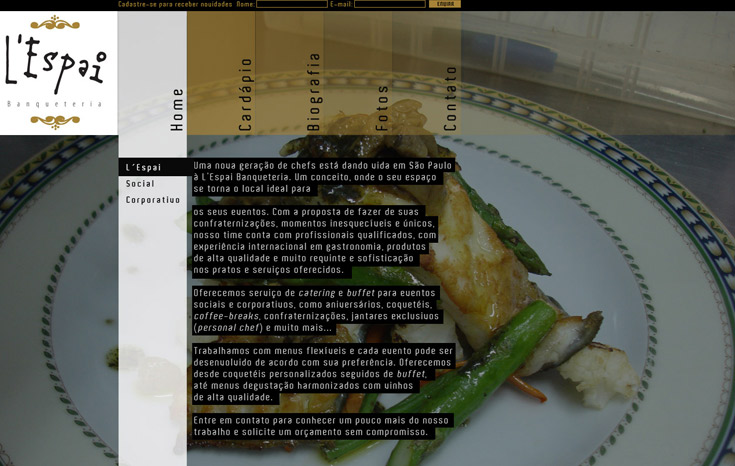 Cadastre-se para receber novidades Nome: E-mail: ENVIAR
L'Espai
Banqueteria
Home
Cardápio
Biografia
Fotos
Contato
L'Espai
Social
Corporativo
Uma nova geração de chefs está dando vida em São Paulo
à L'Espai Banqueteria. Um conceito, onde o seu espaço
se torna o local ideal para
os seus eventos. Com a proposta de fazer de suas
confraternizações, momentos inesquecíveis e únicos,
nosso time conta com profissionais qualificados, com
experiência internacional em gastronomia, produtos
de alta qualidade e muito requinte e sofisticação
nos pratos e serviços oferecidos.
Oferecemos serviço de catering e buffet para eventos
sociais e corporativos, como aniversários, coquetéis,
coffee-breaks, confraternizações, jantares exclusivos
(personal chef) e muito mais...
Trabalhamos com menus flexíveis e cada evento pode ser
desenvolvido de acordo com sua preferência. Oferecemos
desde coquetéis personalizados seguidos de buffet,
até menus degustação harmonizados com vinhos
de alta qualidade.
Entre em contato para conhecer um pouco mais do nosso
trabalho e solicite um orçamento sem compromisso.